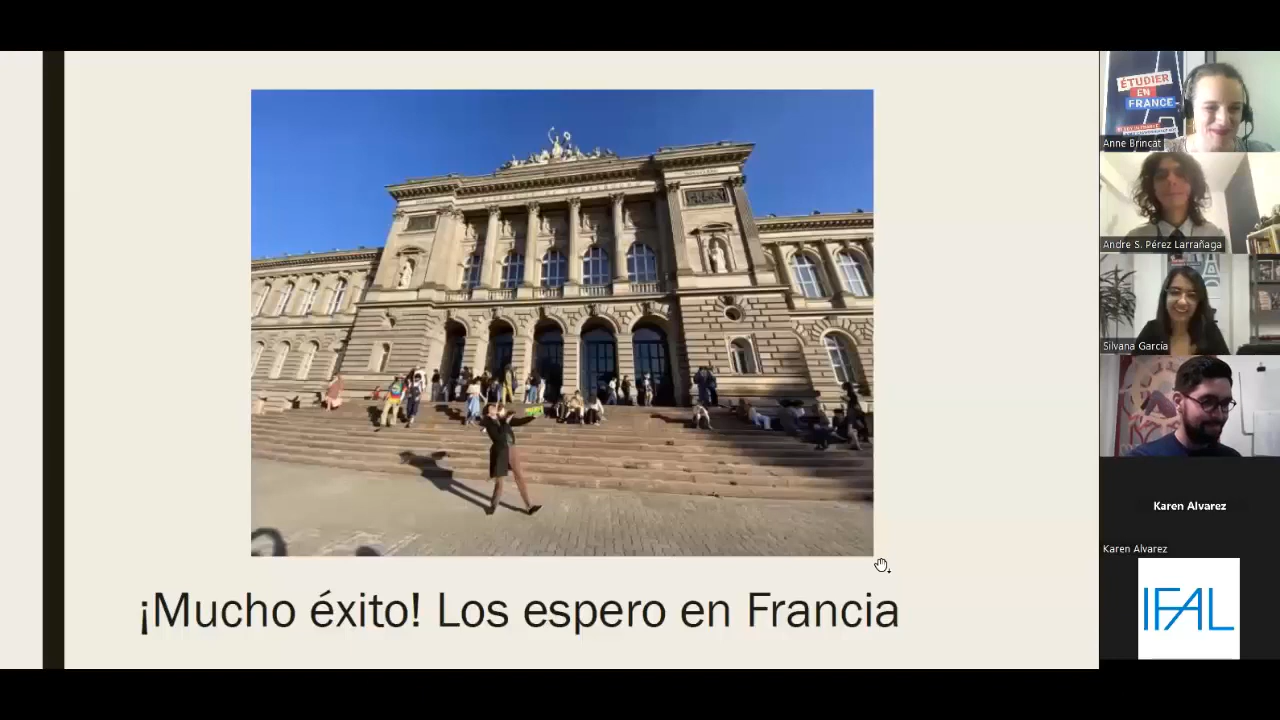 ¡Mucho éxito! Los espero en Francia
ÉTUDIER
EN
FRANCE
Anne Brincat
Andre S. Pérez Larrañaga
Silvana García
Karen Alvarez
Karen Alvarez
IFAL